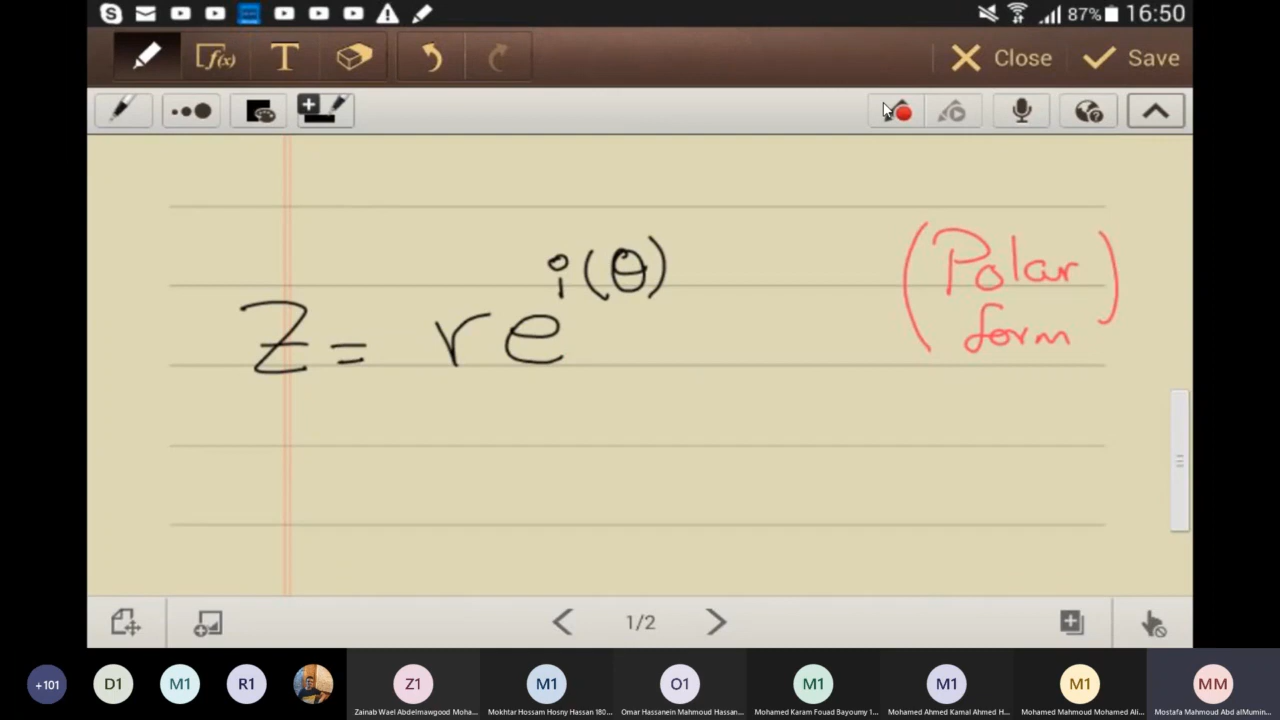 87% 16:50
f(x) T Close Save
Z = re^{i(θ)}
(Polar
form)
1/2
+101 D1 M1 R1 Z1 M1 O1 M1 M1 M1 MM
Zainab Wael Abdelmawgood Moha... Mokhtar Hossam Hosny Hassan 180... Omar Hassanein Mahmoud Hassan... Mohamed Karam Fouad Bayoumy 1... Mohamed Ahmed Kamal Ahmed H... Mohamed Mahmoud Mohamed Ali... Mostafa Mahmoud Abd alMumin...